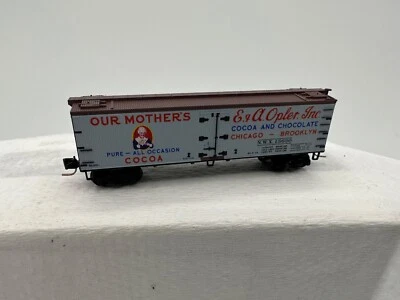 OUR MOTHER'S
PURE - ALL OCCASION
COCOA
E. & A. Opler, Inc.
COCOA AND CHOCOLATE
CHICAGO - BROOKLYN